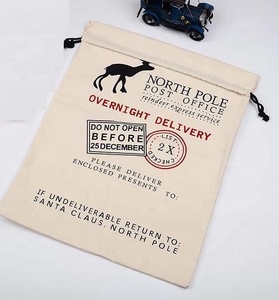 NORTH POLE
POST OFFICE
reindeer express service
OVERNIGHT DELIVERY
DO NOT OPEN
BEFORE
25 DECEMBER
LIST
2X
CHECKED
PLEASE DELIVER
ENCLOSED PRESENTS TO:
IF UNDELIVERABLE RETURN TO:
SANTA CLAUS, NORTH POLE